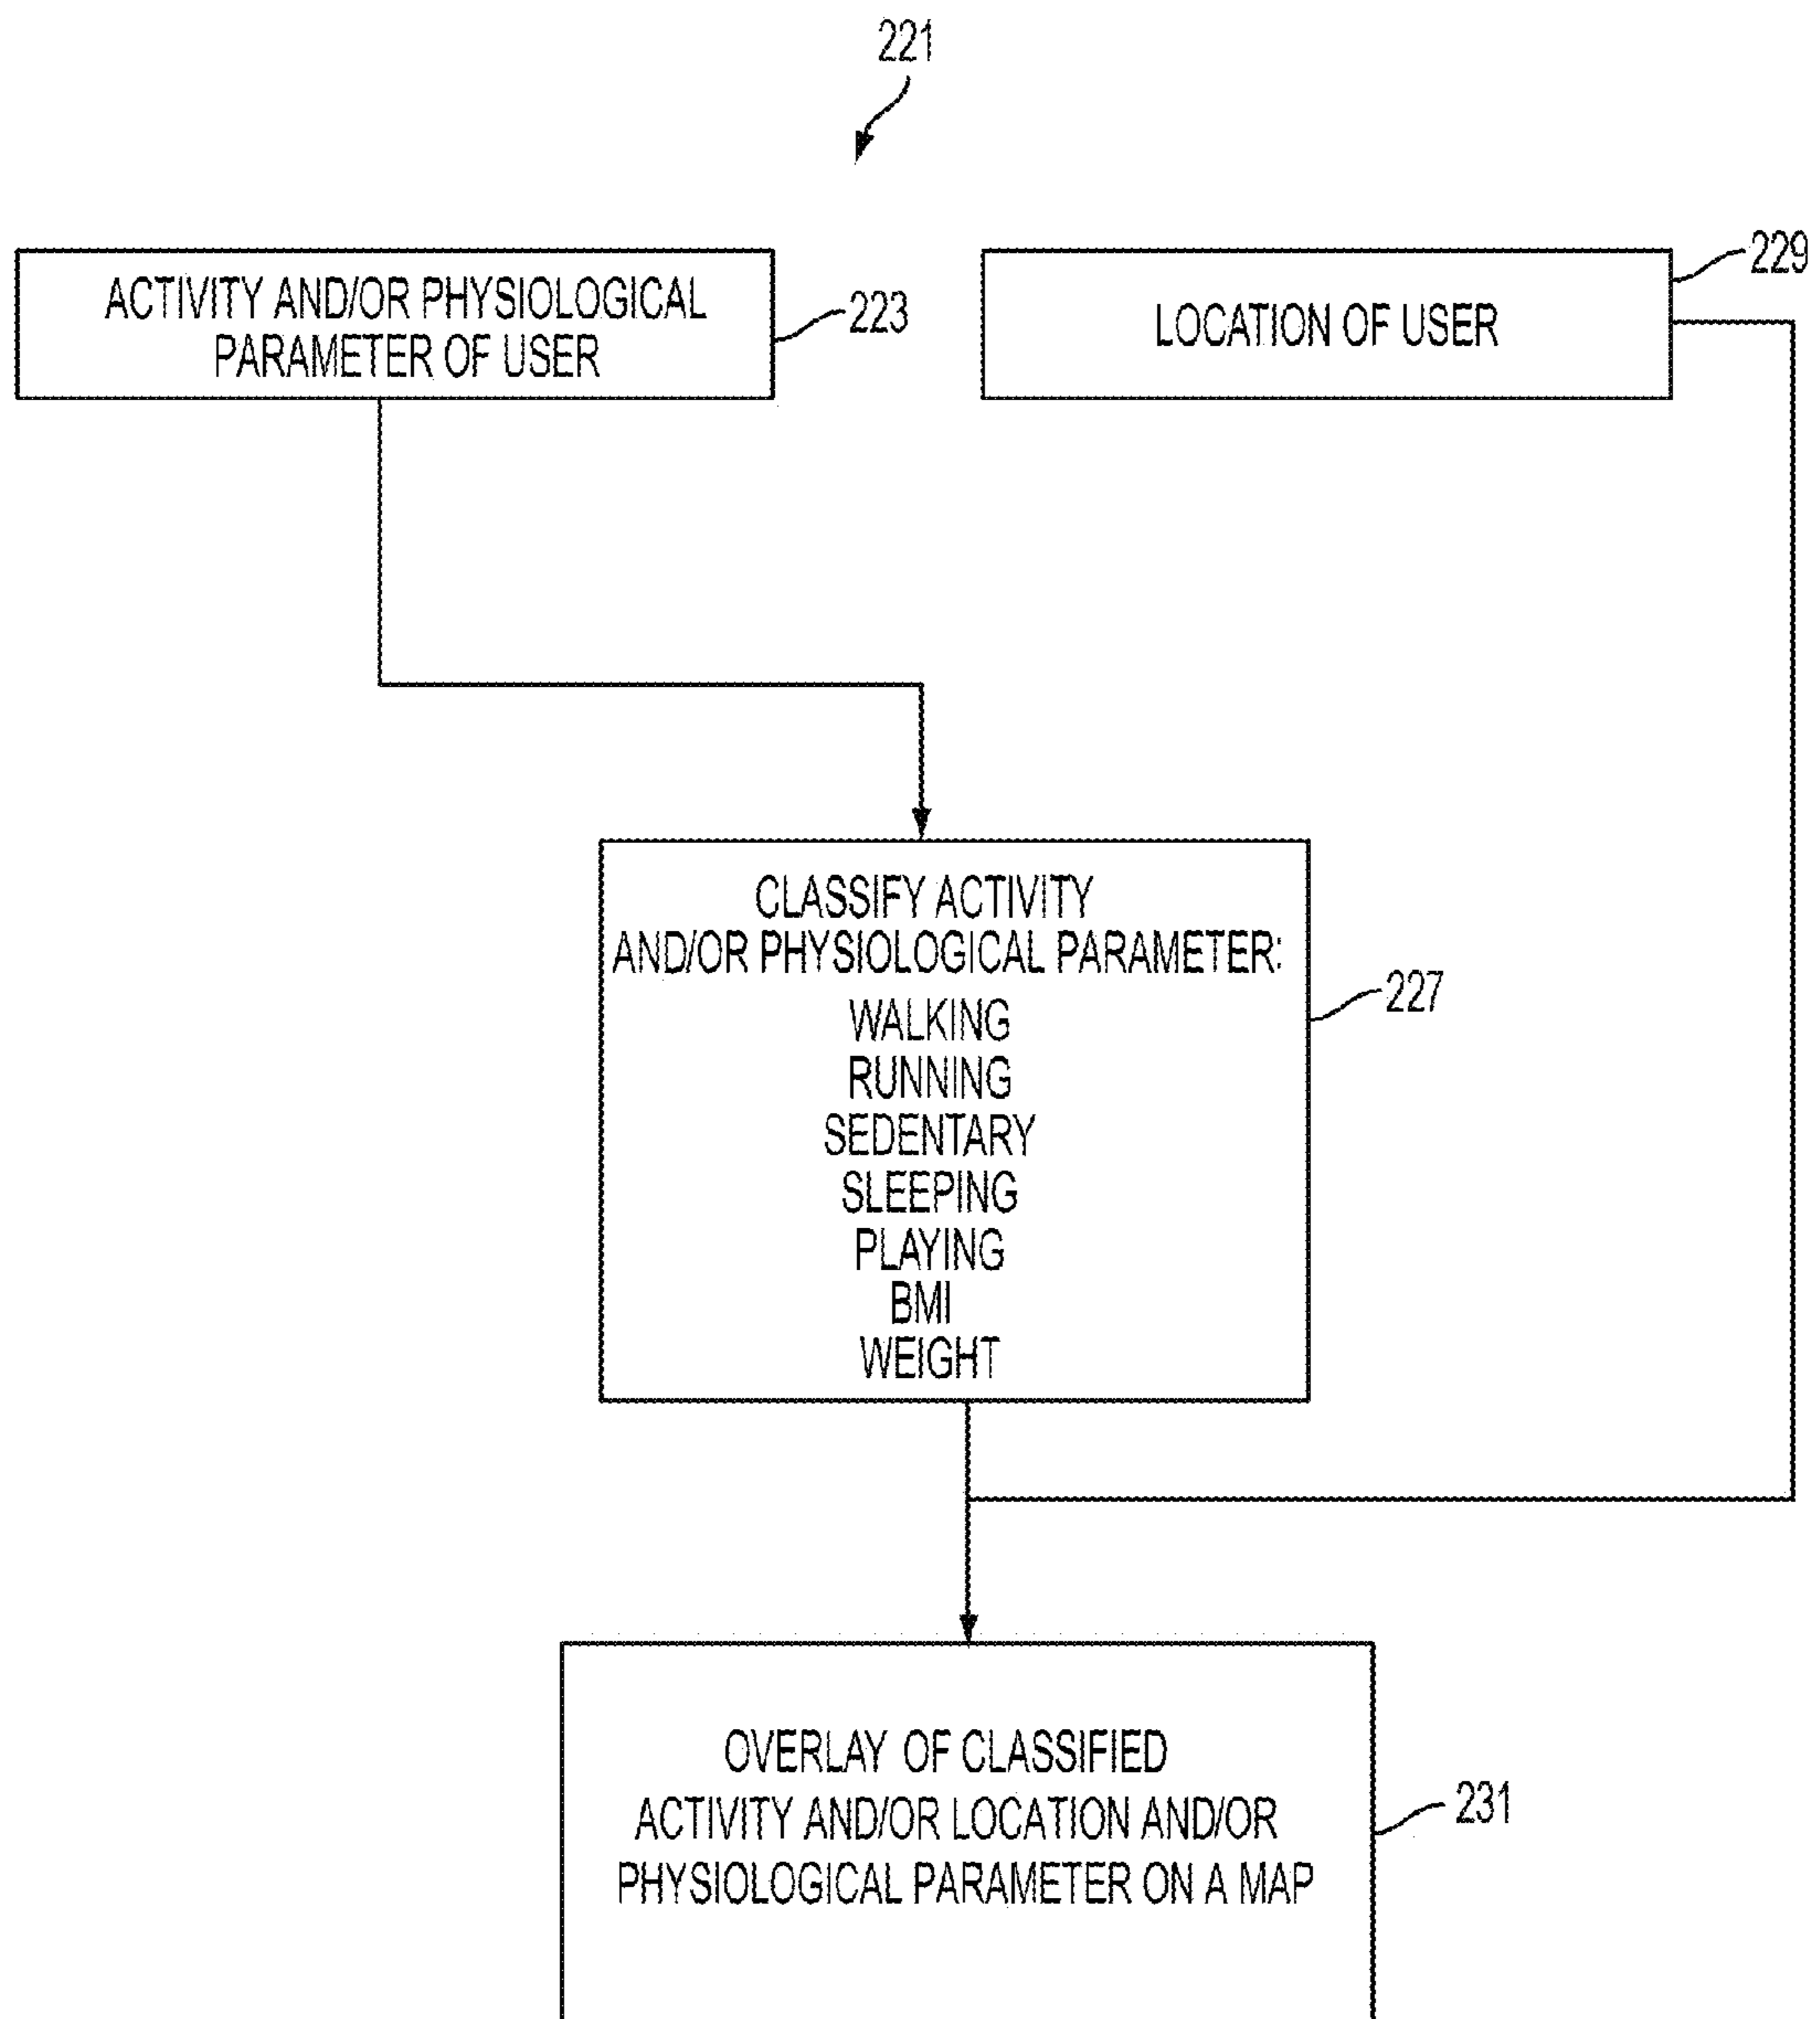 221
ACTIVITY AND/OR PHYSIOLOGICAL
PARAMETER OF USER
223
LOCATION OF USER
229
CLASSIFY ACTIVITY
AND/OR PHYSIOLOGICAL PARAMETER:
WALKING
RUNNING
SEDENTARY
SLEEPING
PLAYING
BMI
WEIGHT
227
OVERLAY OF CLASSIFIED
ACTIVITY AND/OR LOCATION AND/OR
PHYSIOLOGICAL PARAMETER ON A MAP
231